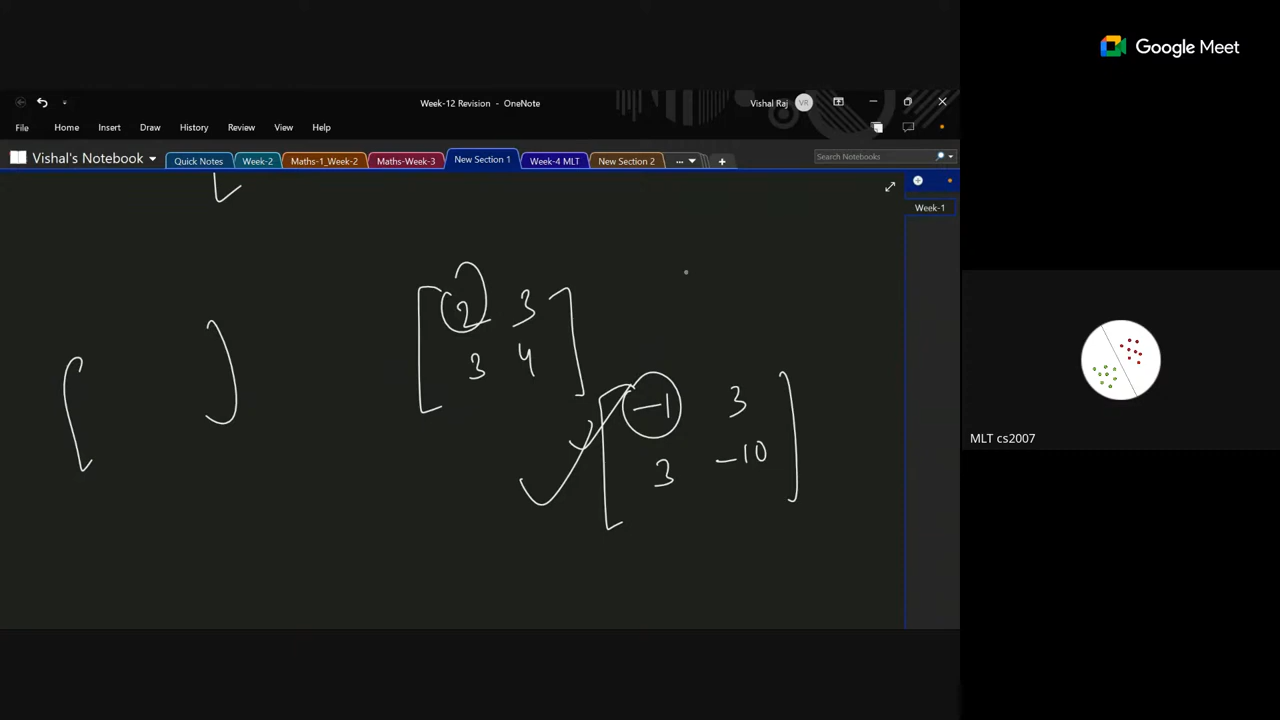 Google Meet
Week-12 Revision - OneNote
Vishal Raj VR
File Home Insert Draw History Review View Help
Vishal's Notebook
Quick Notes Week-2 Maths-1_Week-2 Maths-Week-3 New Section 1 Week-4 MLT New Section 2 ...
Search Notebooks
Week-1
2 3
3 4
-1 3
3 -10
MLT cs2007